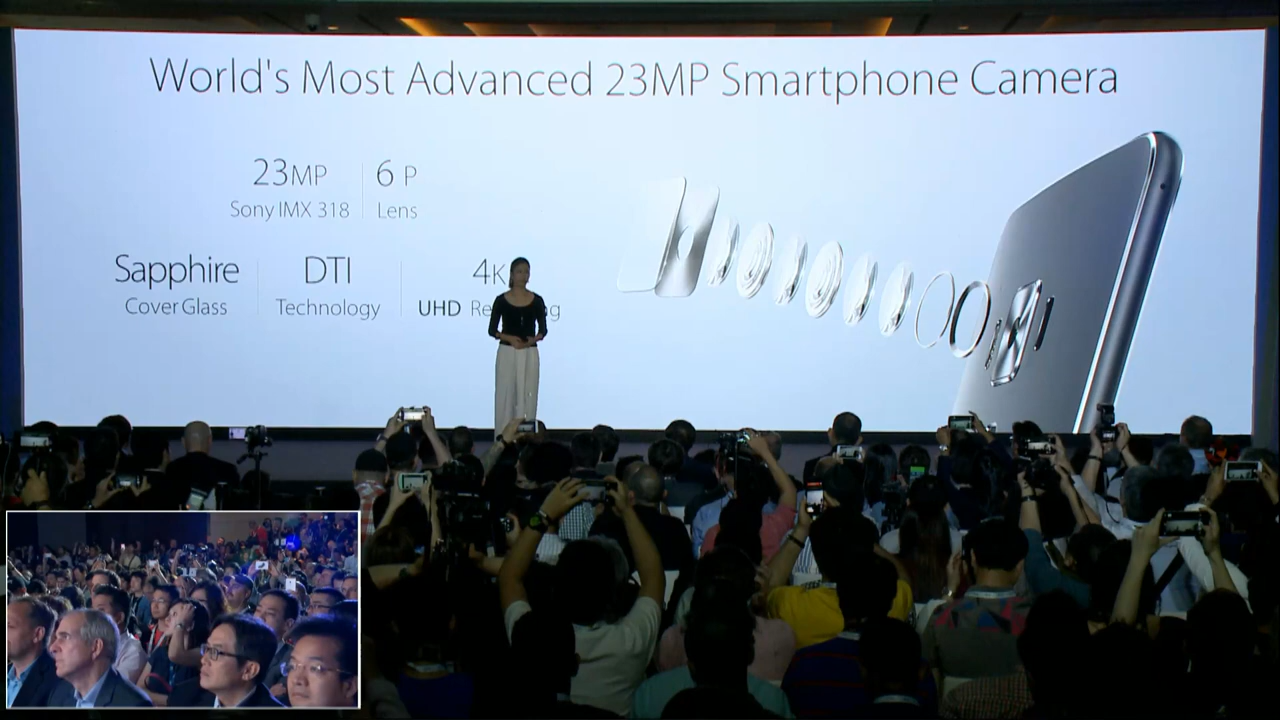 World's Most Advanced 23MP Smartphone Camera
23MP
Sony IMX 318
6 P
Lens
Sapphire
Cover Glass
DTI
Technology
4K
UHD